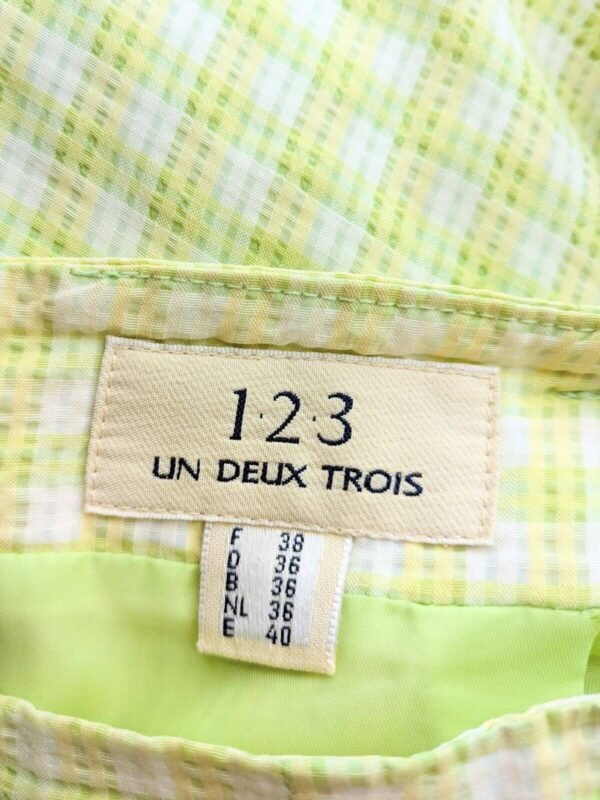 1·2·3
UN DEUX TROIS
F 38
D 36
B 36
NL 36
E 40